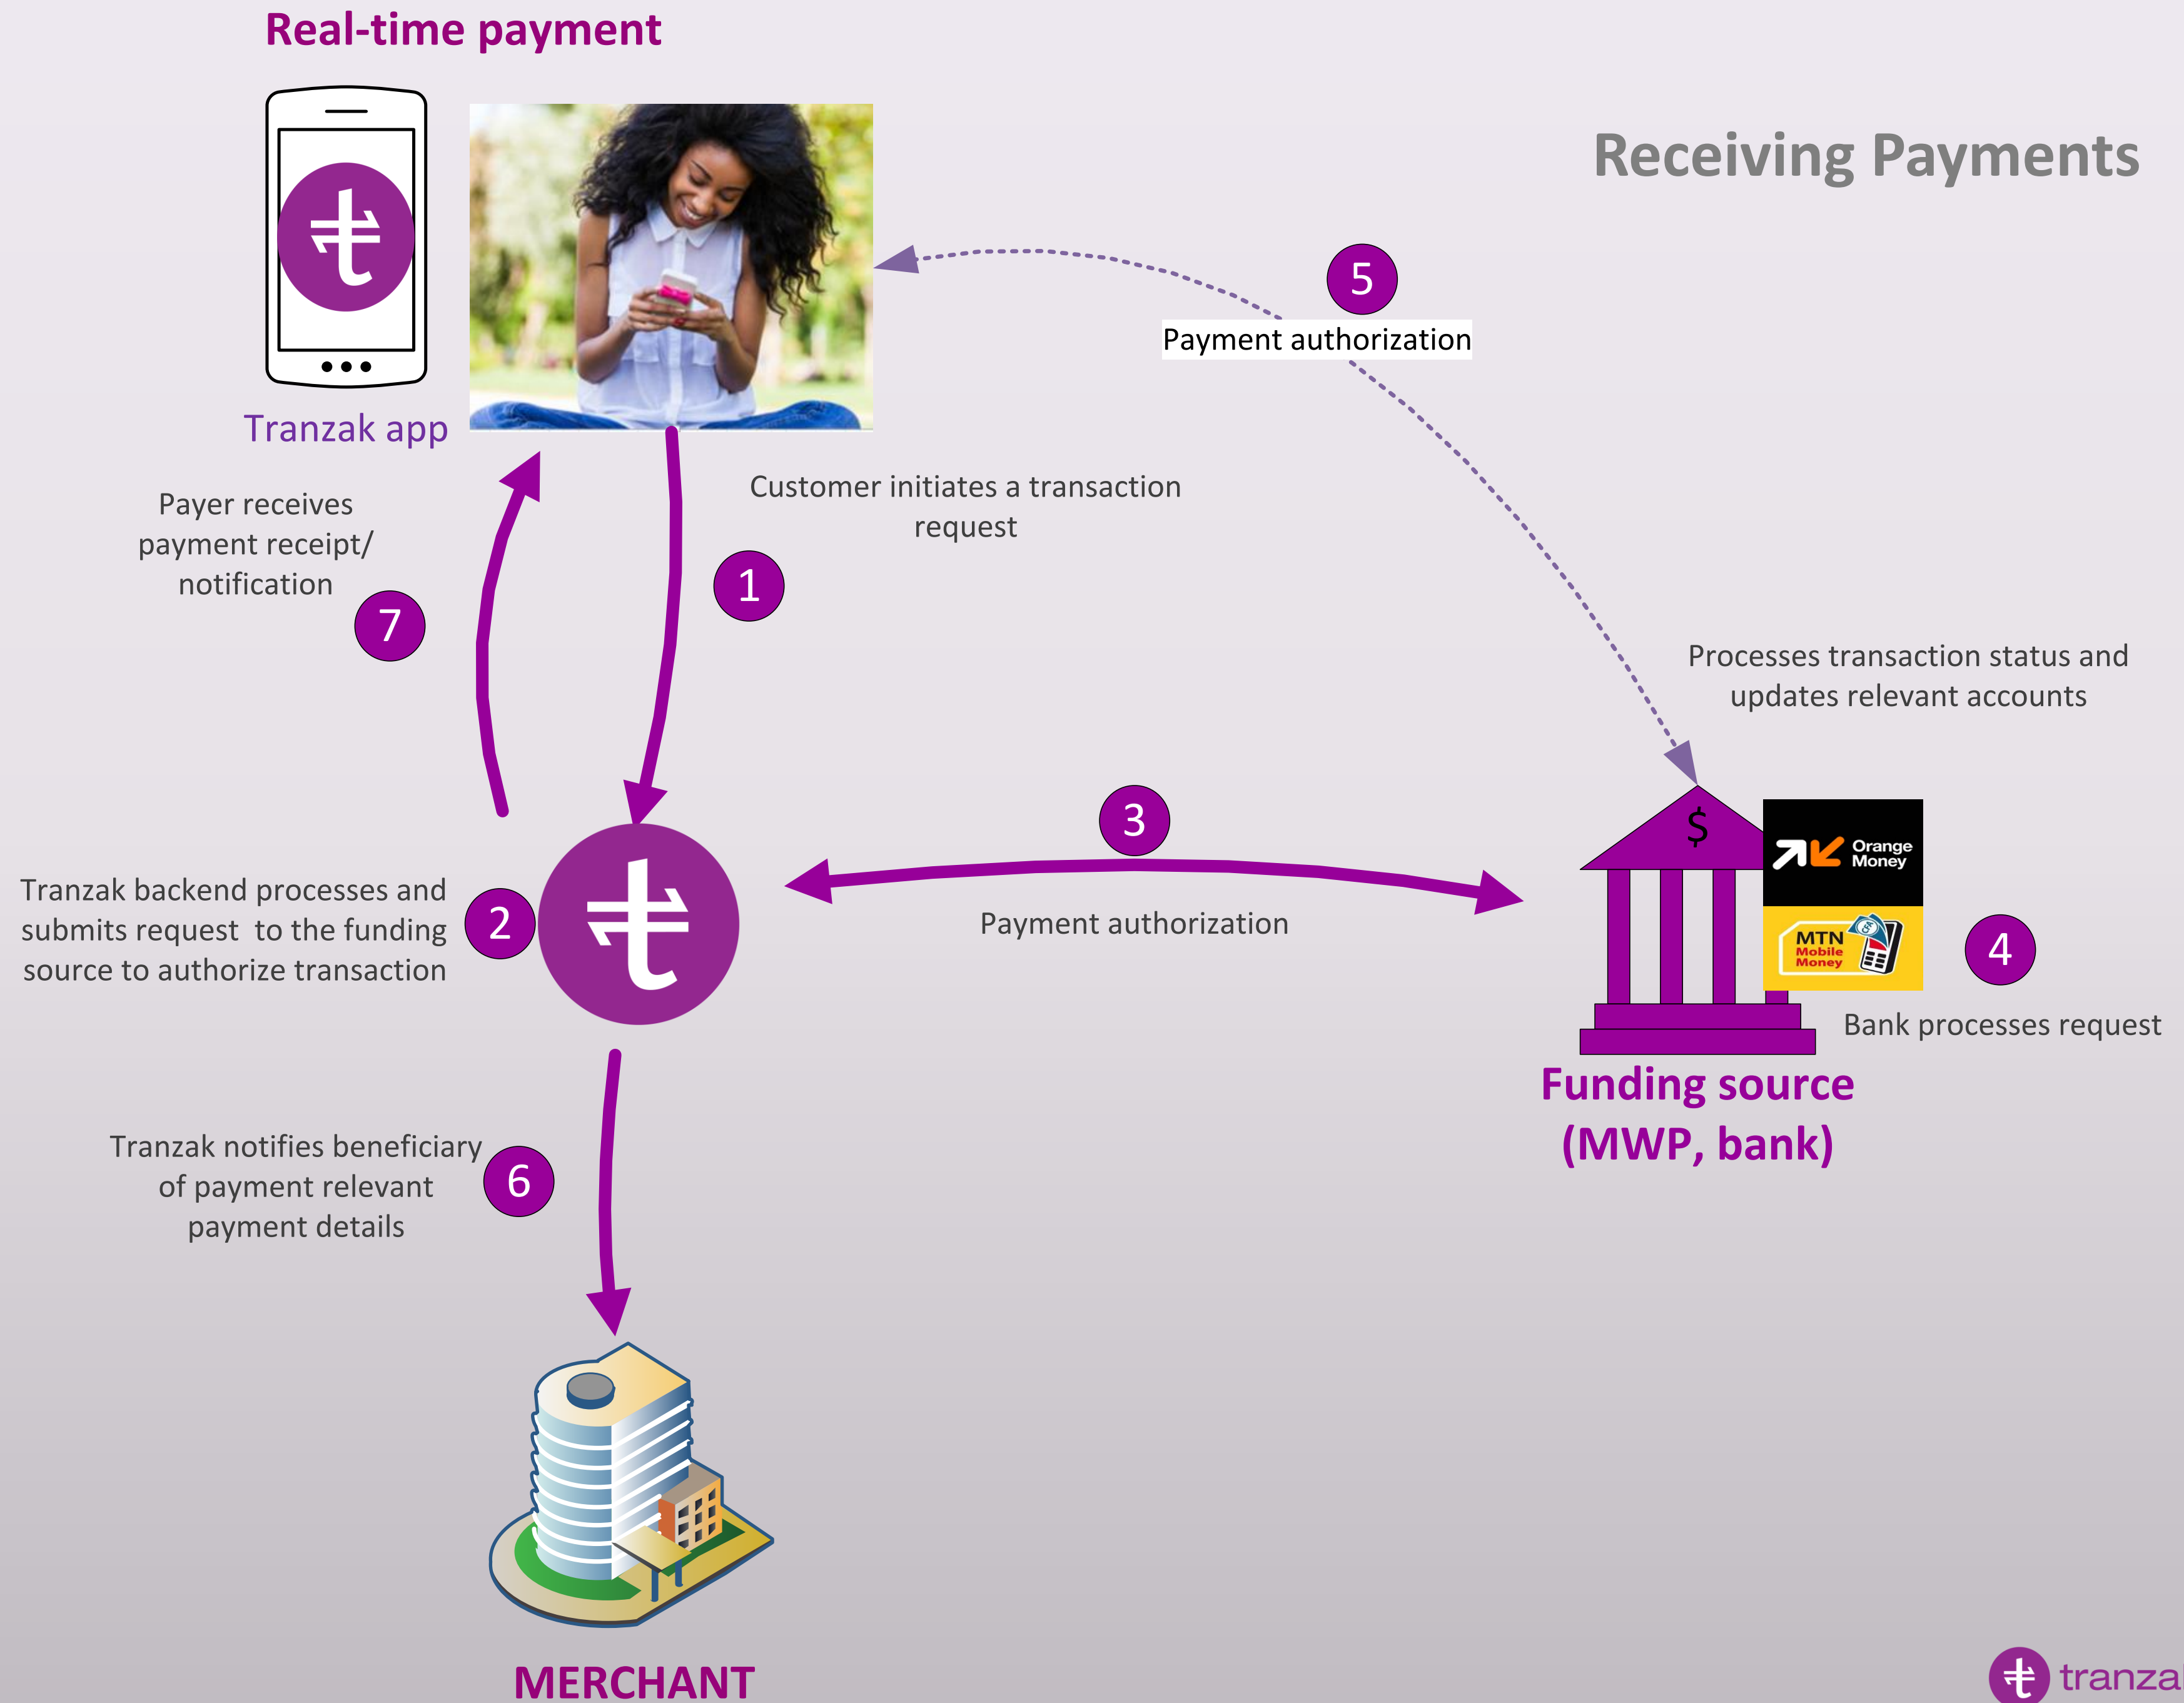 Real-time payment
Receiving Payments
Tranzak app
5
Payment authorization
Customer initiates a transaction
request
1
Payer receives
payment receipt/
notification
7
Processes transaction status and
updates relevant accounts
3
Payment authorization
$
Orange
Money
MTN
Mobile
Money
CFA
4
Bank processes request
Funding source
(MWP, bank)
Tranzak backend processes and
submits request  to the funding
source to authorize transaction
2
Tranzak notifies beneficiary
of payment relevant
payment details
6
MERCHANT
tranza